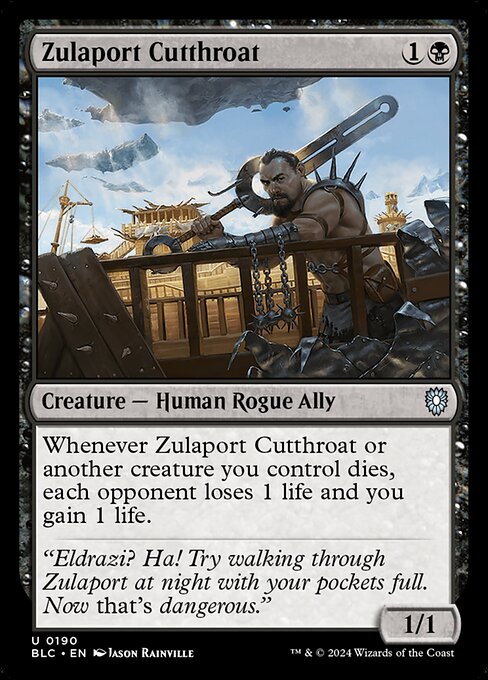 Zulaport Cutthroat 1
Creature — Human Rogue Ally
Whenever Zulaport Cutthroat or
another creature you control dies,
each opponent loses 1 life and you
gain 1 life.
“Eldrazi? Ha! Try walking through
Zulaport at night with your pockets full.
Now that’s dangerous.”
1/1
U 0190
BLC • EN Jason Rainville
™ & © 2024 Wizards of the Coast